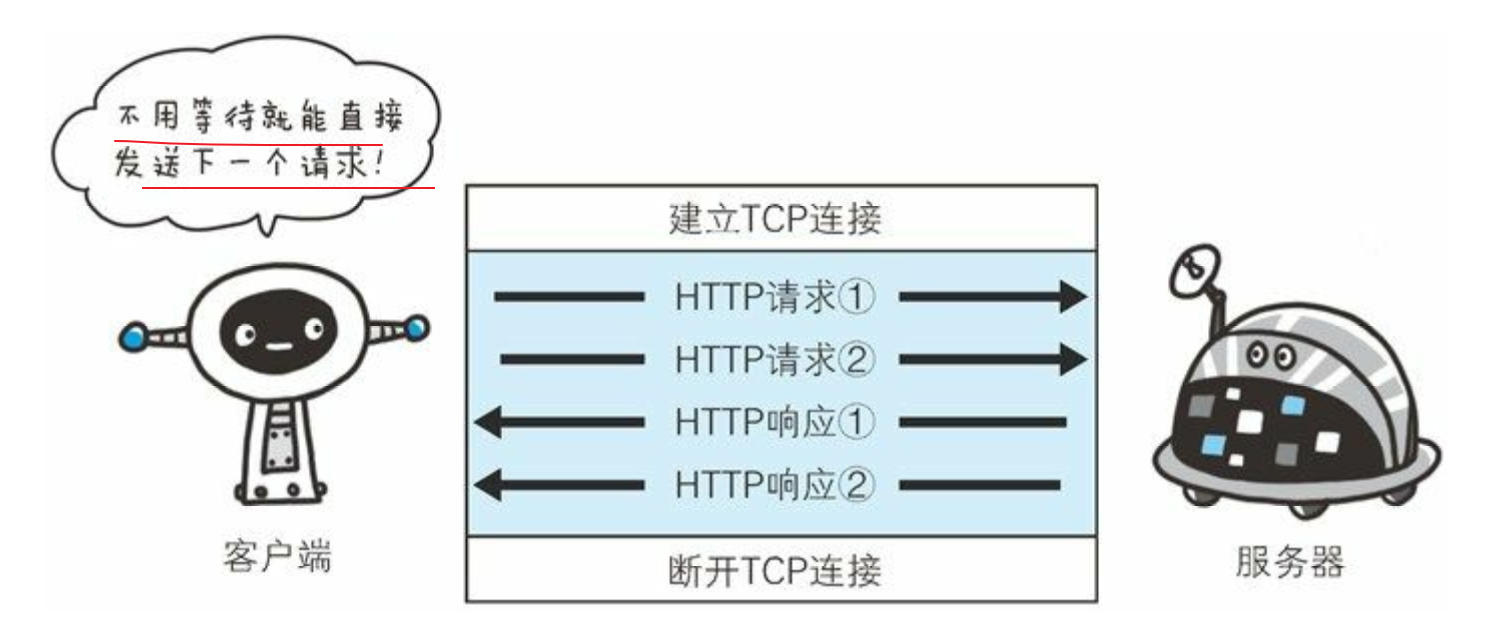 不用等待就能直接
发送下一个请求!
建立TCP连接
HTTP请求①
HTTP请求②
HTTP响应①
HTTP响应②
断开TCP连接
客户端
服务器